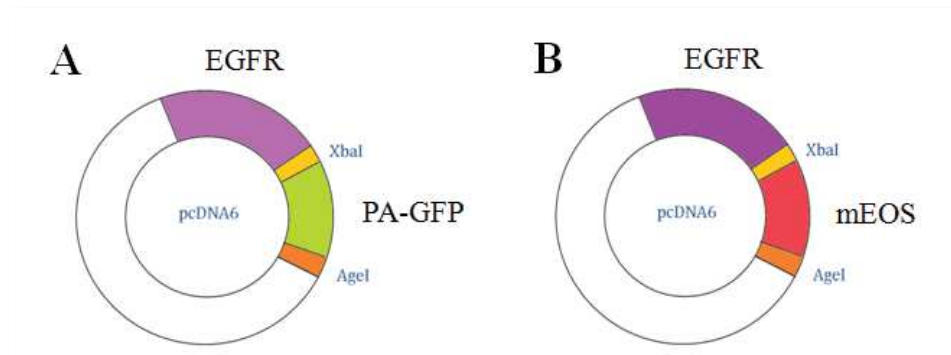 A
EGFR
XbaI
pcDNA6
PA-GFP
AgeI
B
EGFR
XbaI
pcDNA6
mEOS
AgeI